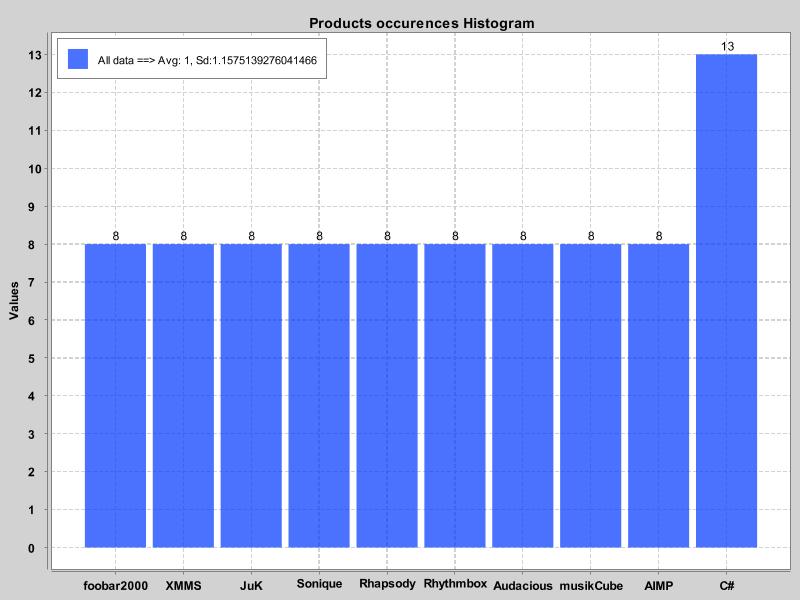 Products occurences Histogram
All data ==> Avg: 1, Sd:1.1575139276041466
Values
13
12
11
10
9
8
7
6
5
4
3
2
1
0
8 8 8 8 8 8 8 8 8 13
foobar2000 XMMS JuK Sonique Rhapsody Rhythmbox Audacious musikCube AIMP C#